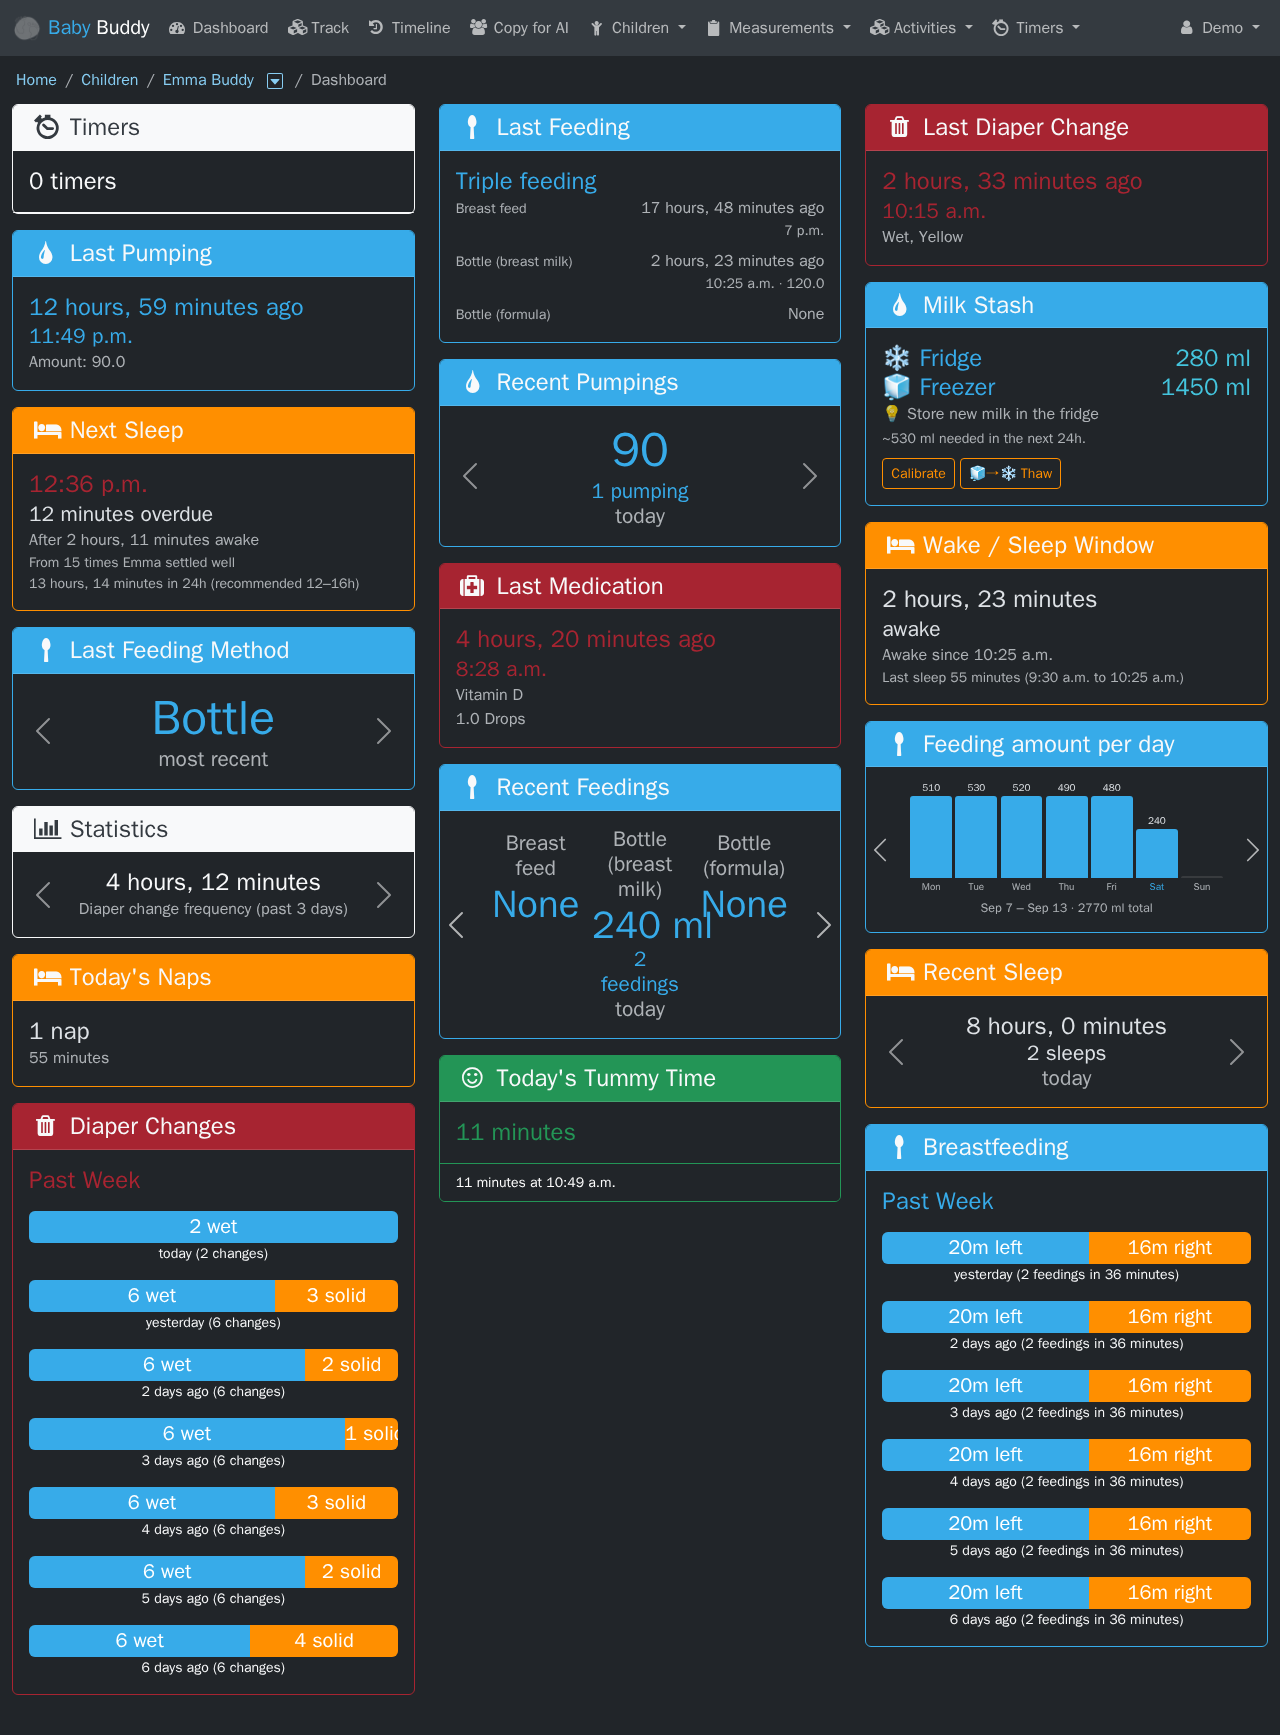 Baby Buddy Dashboard Track Timeline Copy for AI Children Measurements Activities Timers Demo
Home / Children / Emma Buddy / Dashboard
Timers
0 timers
Last Pumping
12 hours, 59 minutes ago
11:49 p.m.
Amount: 90.0
Next Sleep
12:36 p.m.
12 minutes overdue
After 2 hours, 11 minutes awake
From 15 times Emma settled well
13 hours, 14 minutes in 24h (recommended 12–16h)
Last Feeding Method
Bottle
most recent
Statistics
4 hours, 12 minutes
Diaper change frequency (past 3 days)
Today's Naps
1 nap
55 minutes
Diaper Changes
Past Week
2 wet
today (2 changes)
6 wet 3 solid
yesterday (6 changes)
6 wet 2 solid
2 days ago (6 changes)
6 wet 1 solid
3 days ago (6 changes)
6 wet 3 solid
4 days ago (6 changes)
6 wet 2 solid
5 days ago (6 changes)
6 wet 4 solid
6 days ago (6 changes)
Last Feeding
Triple feeding
Breast feed 17 hours, 48 minutes ago
7 p.m.
Bottle (breast milk) 2 hours, 23 minutes ago
10:25 a.m. · 120.0
Bottle (formula) None
Recent Pumpings
90
1 pumping
today
Last Medication
4 hours, 20 minutes ago
8:28 a.m.
Vitamin D
1.0 Drops
Recent Feedings
Breast
feed
None
Bottle
(breast
milk)
240 ml
2
feedings
today
Bottle
(formula)
None
Today's Tummy Time
11 minutes
11 minutes at 10:49 a.m.
Last Diaper Change
2 hours, 33 minutes ago
10:15 a.m.
Wet, Yellow
Milk Stash
Fridge 280 ml
Freezer 1450 ml
Store new milk in the fridge
~530 ml needed in the next 24h.
Calibrate → Thaw
Wake / Sleep Window
2 hours, 23 minutes
awake
Awake since 10:25 a.m.
Last sleep 55 minutes (9:30 a.m. to 10:25 a.m.)
Feeding amount per day
510 530 520 490 480 240
Mon Tue Wed Thu Fri Sat Sun
Sep 7 – Sep 13 · 2770 ml total
Recent Sleep
8 hours, 0 minutes
2 sleeps
today
Breastfeeding
Past Week
20m left 16m right
yesterday (2 feedings in 36 minutes)
20m left 16m right
2 days ago (2 feedings in 36 minutes)
20m left 16m right
3 days ago (2 feedings in 36 minutes)
20m left 16m right
4 days ago (2 feedings in 36 minutes)
20m left 16m right
5 days ago (2 feedings in 36 minutes)
20m left 16m right
6 days ago (2 feedings in 36 minutes)